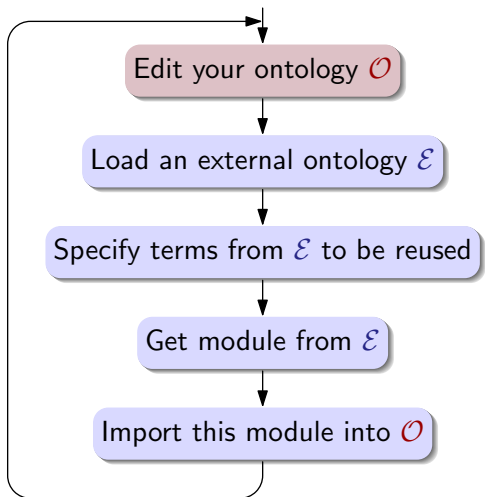 Edit your ontology 𝒪
Load an external ontology ℰ
Specify terms from ℰ to be reused
Get module from ℰ
Import this module into 𝒪